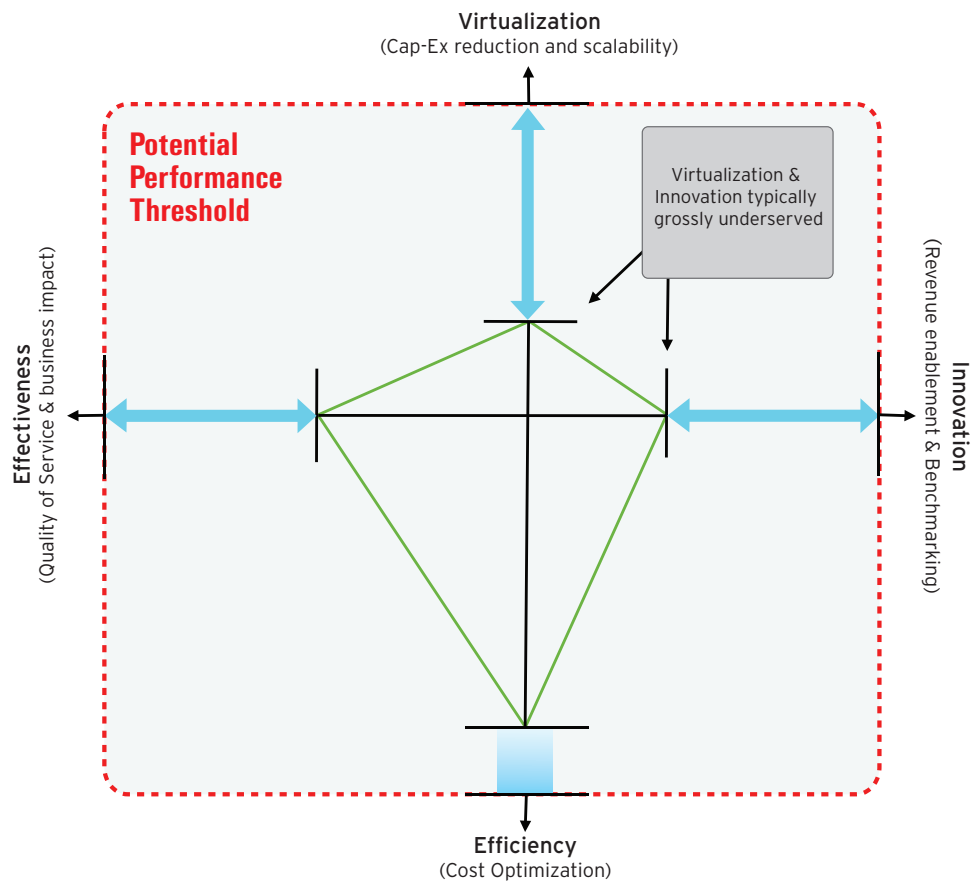 Virtualization
(Cap-Ex reduction and scalability)
Potential
Performance
Threshold
Virtualization &
Innovation typically
grossly underserved
Effectiveness
(Quality of Service & business impact)
Innovation
(Revenue enablement & Benchmarking)
Efficiency
(Cost Optimization)